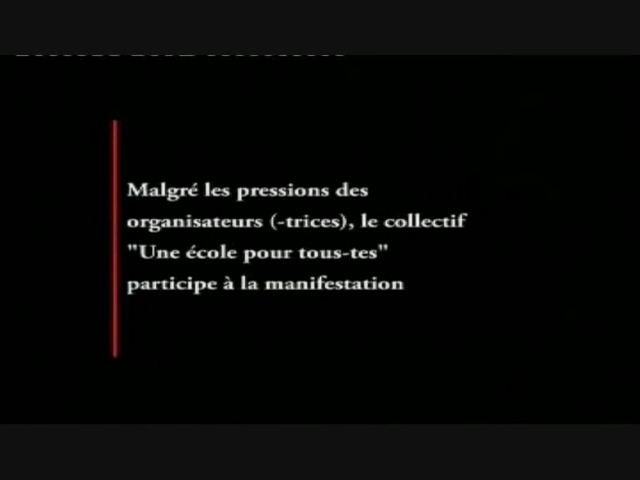 Malgré les pressions des
organisateurs (-trices), le collectif
"Une école pour tous-tes"
participe à la manifestation